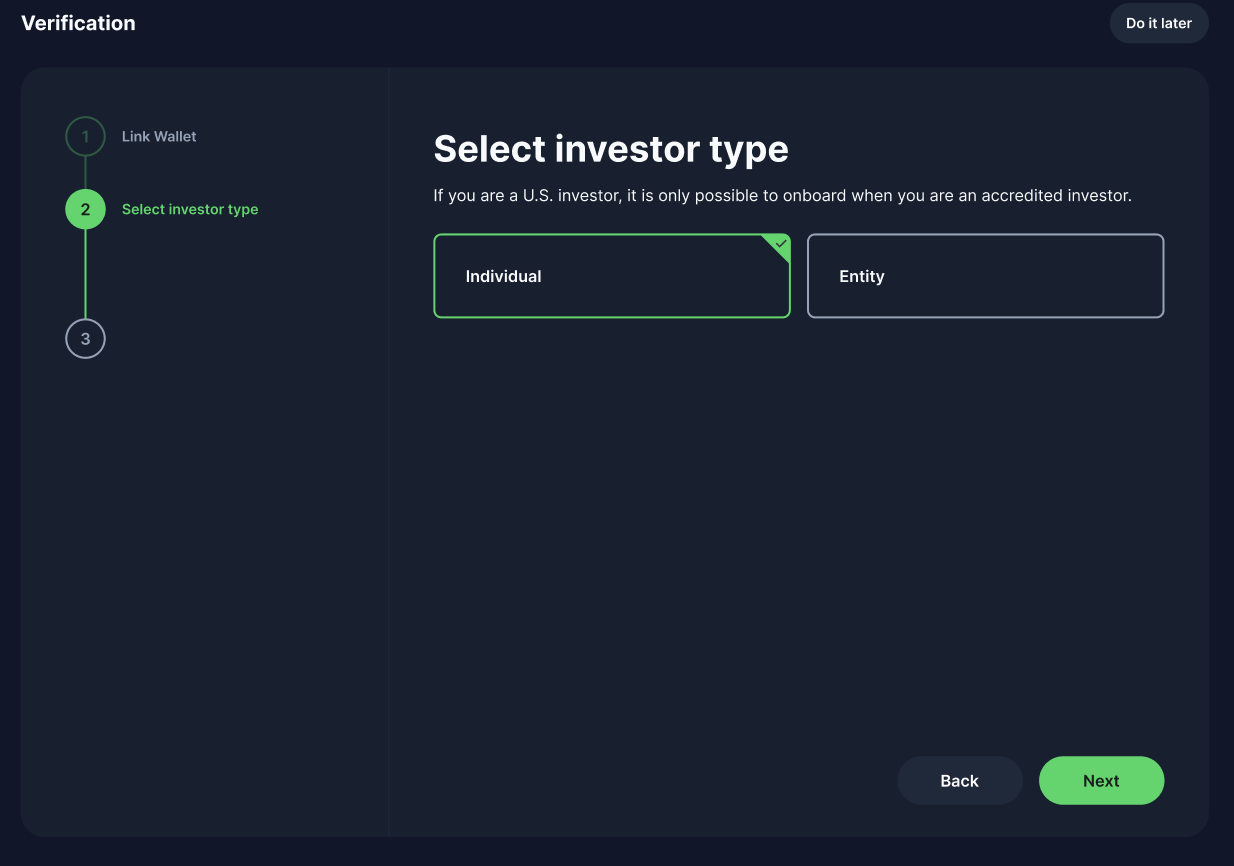 Verification
Do it later
1
Link Wallet
2
Select investor type
3
Select investor type
If you are a U.S. investor, it is only possible to onboard when you are an accredited investor.
Individual
Entity
Back
Next